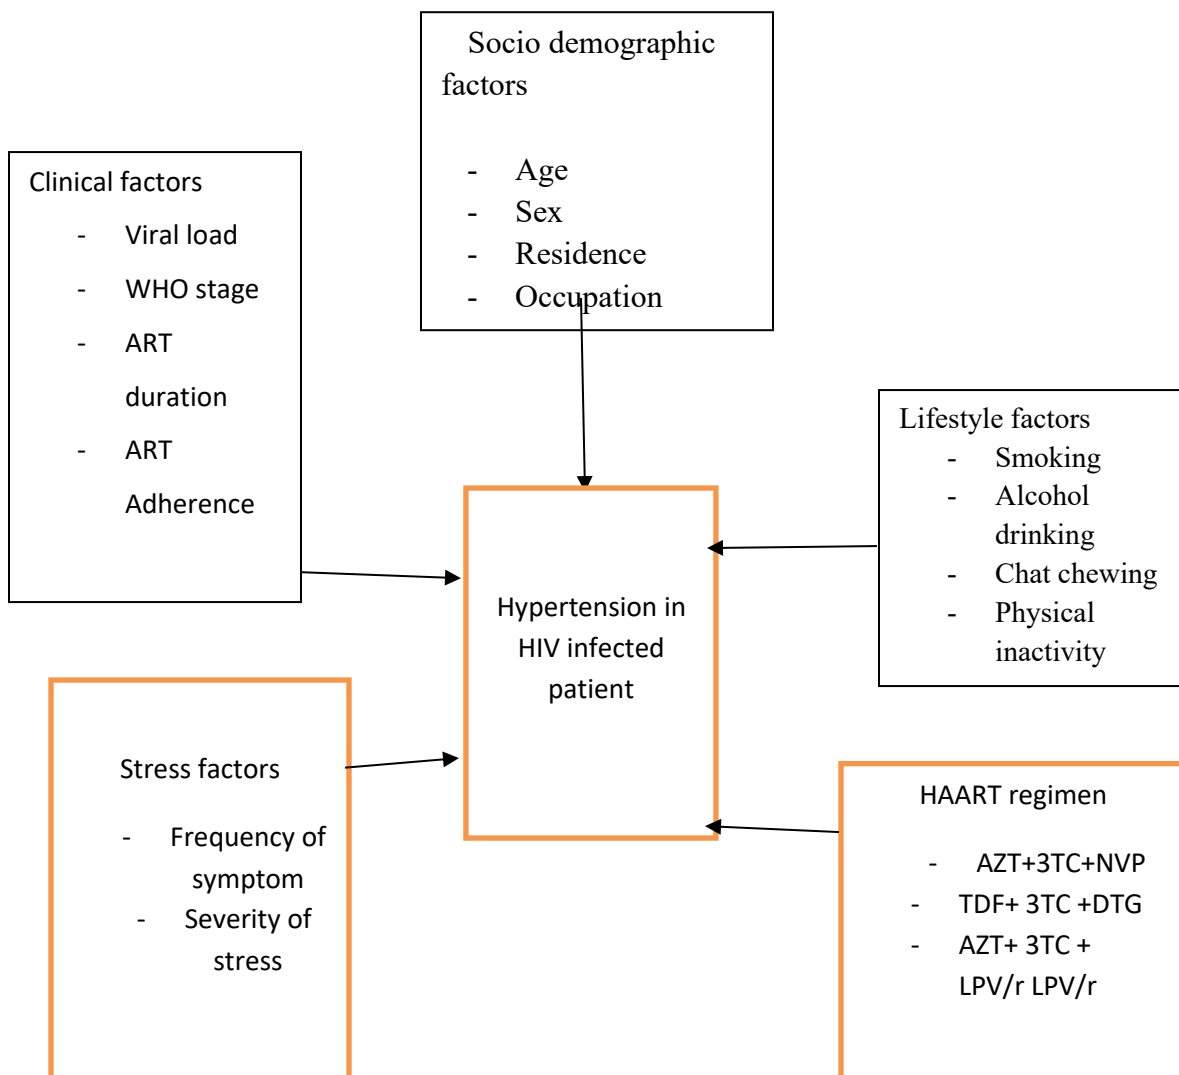 Socio demographic
factors
- Age
- Sex
- Residence
- Occupation
Clinical factors
- Viral load
- WHO stage
- ART
duration
- ART
Adherence
Lifestyle factors
- Smoking
- Alcohol
drinking
- Chat chewing
- Physical
inactivity
Hypertension in
HIV infected
patient
Stress factors
- Frequency of
symptom
- Severity of
stress
HAART regimen
- AZT+3TC+NVP
- TDF+ 3TC +DTG
- AZT+ 3TC +
LPV/r LPV/r